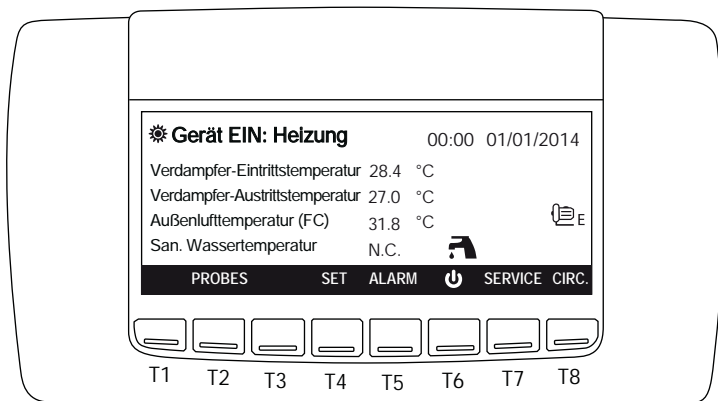 Gerät EIN: Heizung 00:00 01/01/2014
Verdampfer-Eintrittstemperatur 28.4 °C
Verdampfer-Austrittstemperatur 27.0 °C
Außenlufttemperatur (FC) 31.8 °C
E
San. Wassertemperatur N.C.
PROBES SET ALARM SERVICE CIRC.
T1 T2 T3 T4 T5 T6 T7 T8